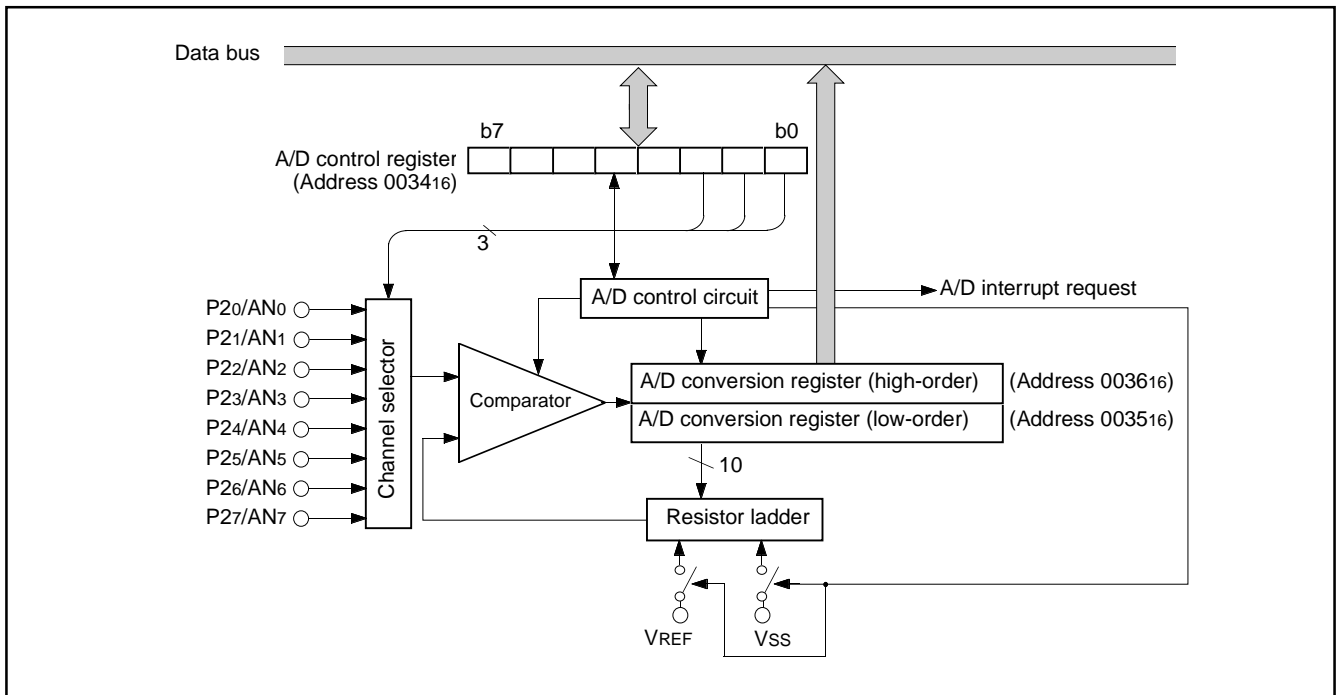 Data bus
b7 b0
A/D control register
(Address 003416)
3
A/D control circuit
A/D interrupt request
P20/AN0
P21/AN1
P22/AN2
P23/AN3
P24/AN4
P25/AN5
P26/AN6
P27/AN7
Channel selector
Comparator
A/D conversion register (high-order) (Address 003616)
A/D conversion register (low-order) (Address 003516)
10
Resistor ladder
VREF VSS